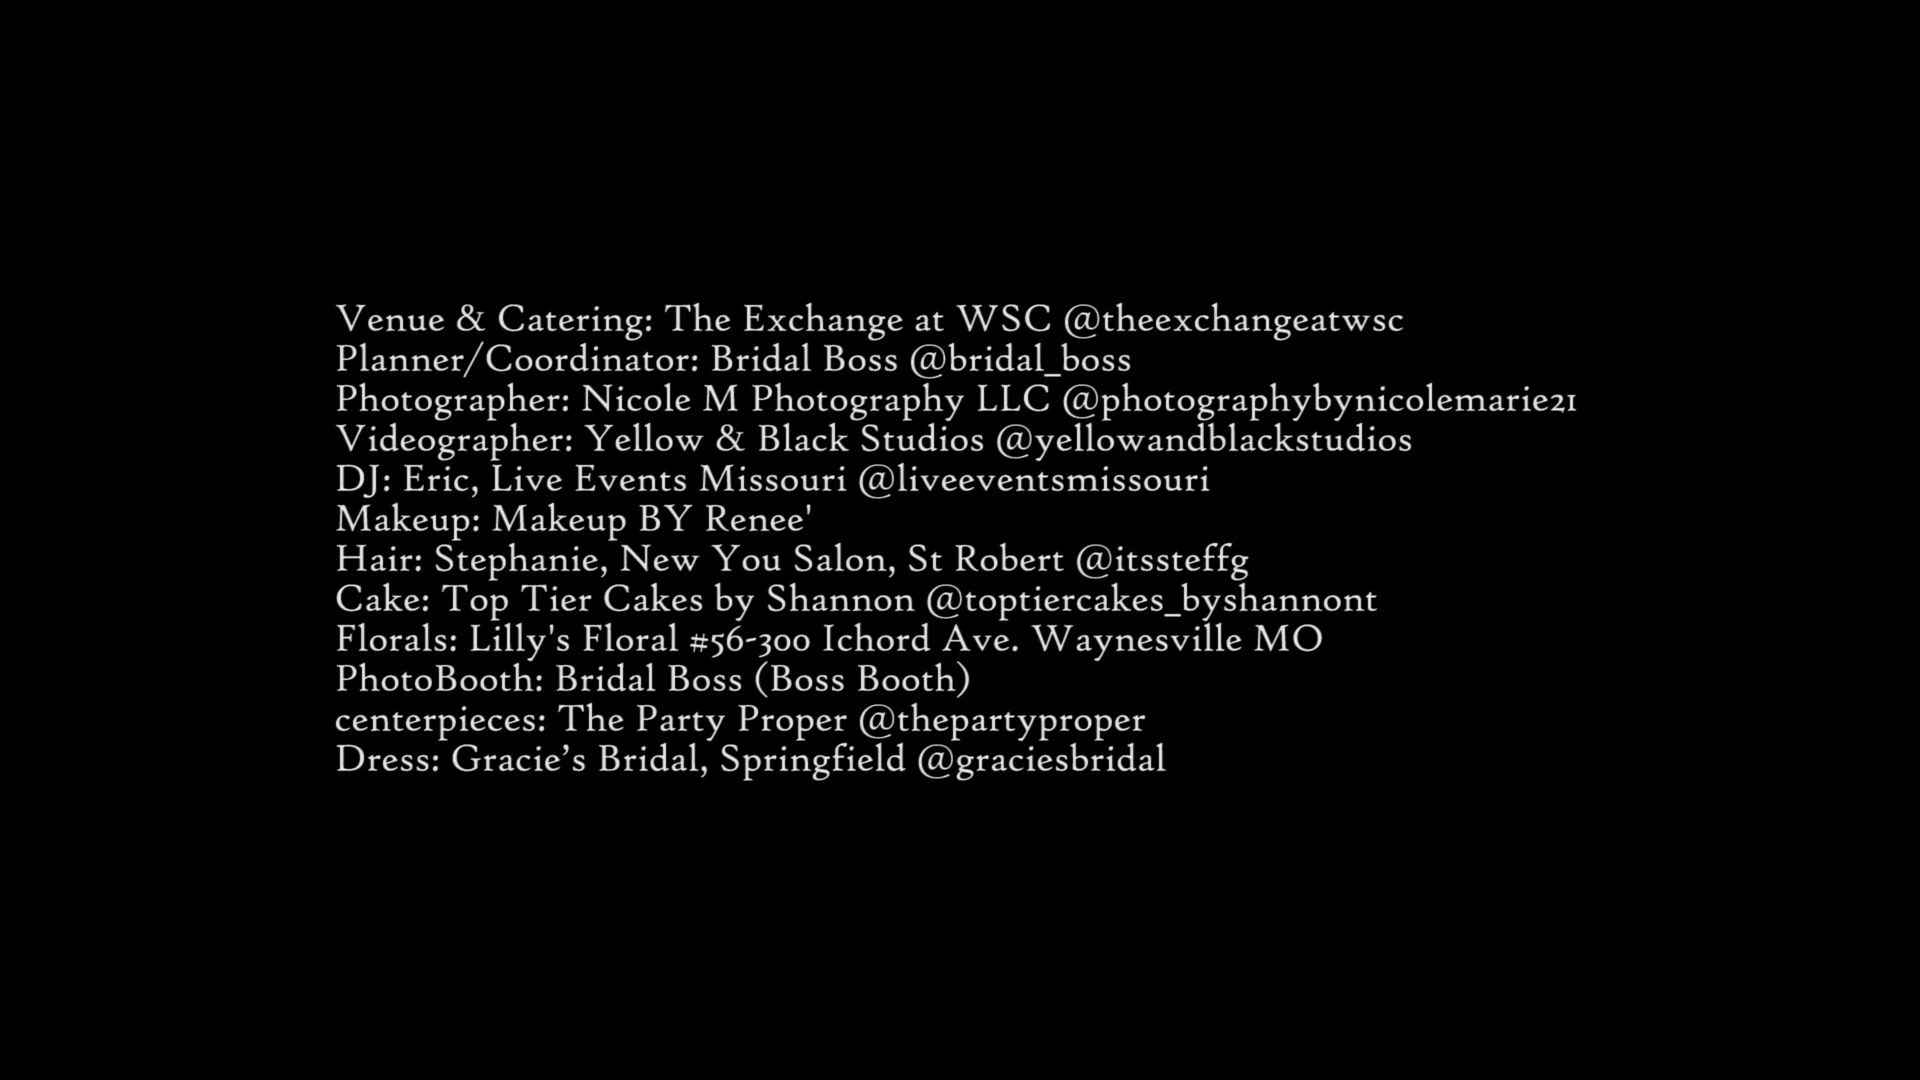 Venue & Catering: The Exchange at WSC @theexchangeatwsc
Planner/Coordinator: Bridal Boss @bridal_boss
Photographer: Nicole M Photography LLC @photographybynicolemarie21
Videographer: Yellow & Black Studios @yellowandblackstudios
DJ: Eric, Live Events Missouri @liveeventsmissouri
Makeup: Makeup BY Renee'
Hair: Stephanie, New You Salon, St Robert @itssteffg
Cake: Top Tier Cakes by Shannon @toptiercakes_byshannont
Florals: Lilly's Floral #56-300 Ichord Ave. Waynesville MO
PhotoBooth: Bridal Boss (Boss Booth)
centerpieces: The Party Proper @thepartyproper
Dress: Gracie’s Bridal, Springfield @graciesbridal